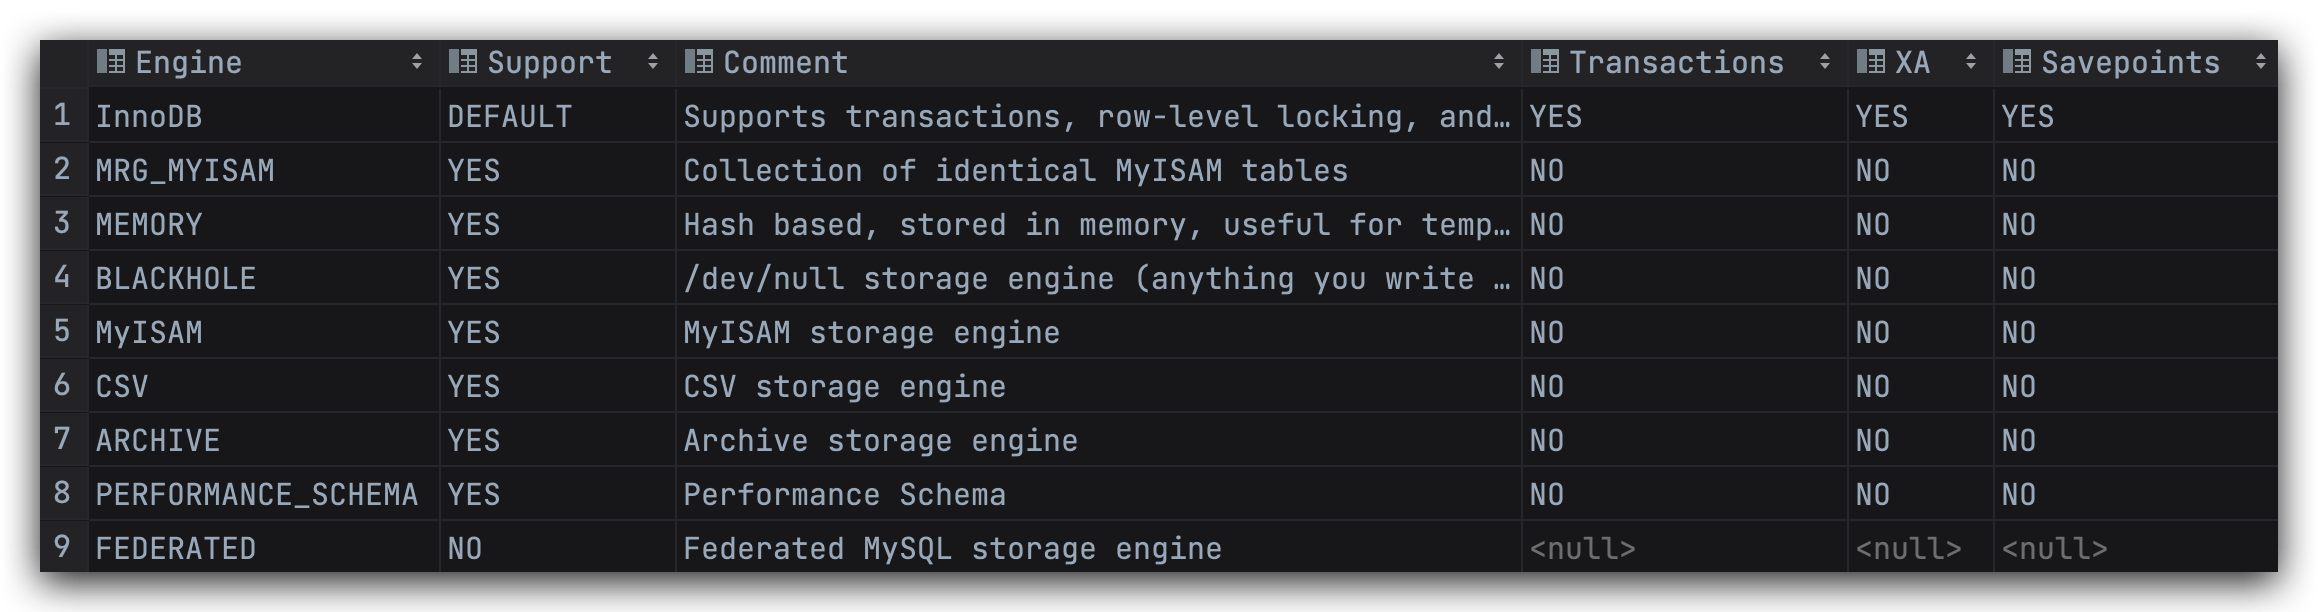 Engine Support Comment Transactions XA Savepoints
1 InnoDB DEFAULT Supports transactions, row-level locking, and… YES YES YES
2 MRG_MYISAM YES Collection of identical MyISAM tables NO NO NO
3 MEMORY YES Hash based, stored in memory, useful for temp… NO NO NO
4 BLACKHOLE YES /dev/null storage engine (anything you write … NO NO NO
5 MyISAM YES MyISAM storage engine NO NO NO
6 CSV YES CSV storage engine NO NO NO
7 ARCHIVE YES Archive storage engine NO NO NO
8 PERFORMANCE_SCHEMA YES Performance Schema NO NO NO
9 FEDERATED NO Federated MySQL storage engine <null> <null> <null>